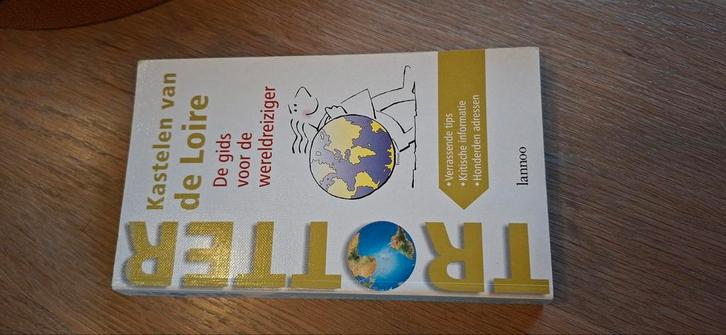 Kastelen van
de Loire
De gids
voor de
wereldreiziger
TROTTER
• Verrassende tips
• Kritische informatie
• Honderden adressen
lannoo